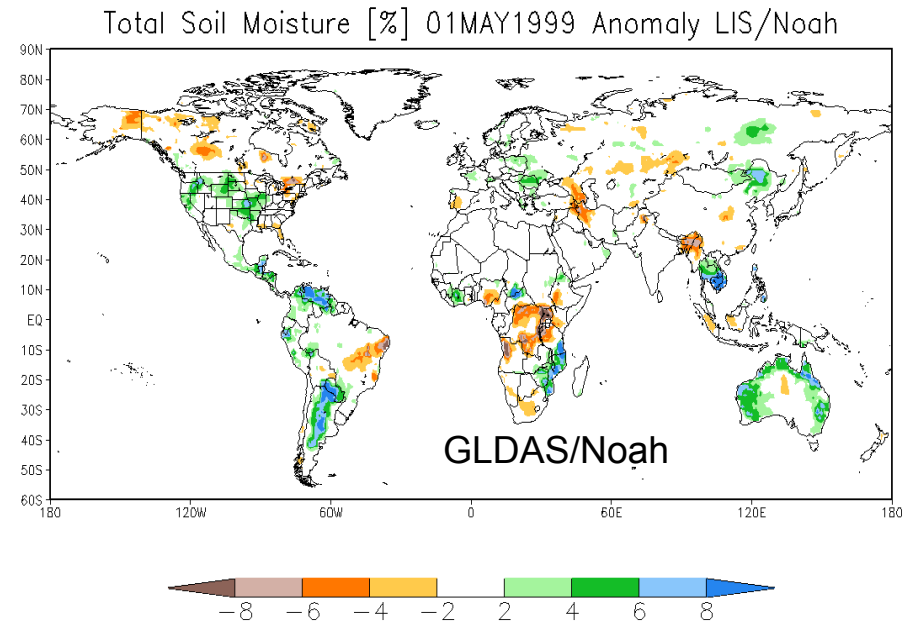 Total Soil Moisture [%] 01MAY1999 Anomaly LIS/Noah
90N
80N
70N
60N
50N
40N
30N
20N
10N
EQ
10S
20S
30S
40S
50S
60S
GLDAS/Noah
180 120W 60W 0 60E 120E 180
-8 -6 -4 -2 2 4 6 8